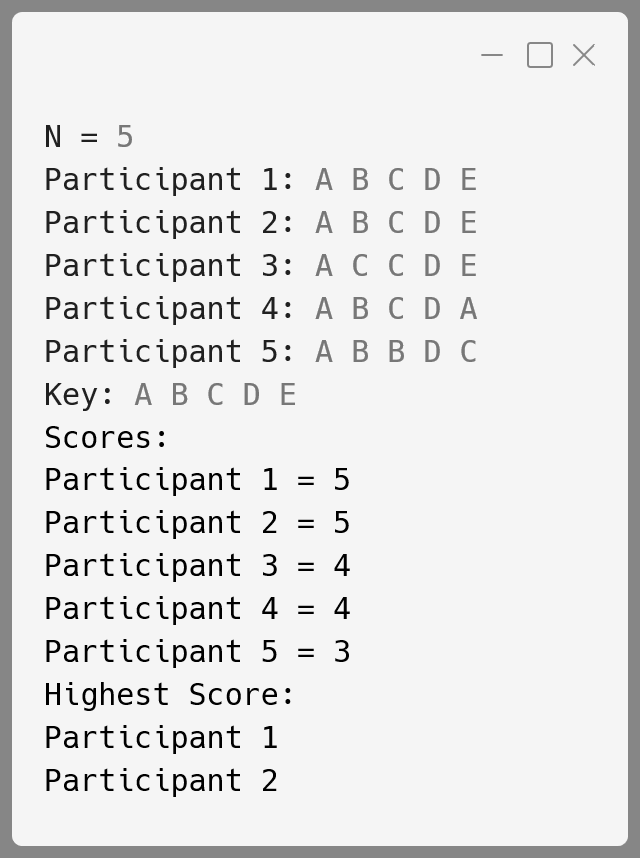 N = 5
Participant 1: A B C D E
Participant 2: A B C D E
Participant 3: A C C D E
Participant 4: A B C D A
Participant 5: A B B D C
Key: A B C D E
Scores:
Participant 1 = 5
Participant 2 = 5
Participant 3 = 4
Participant 4 = 4
Participant 5 = 3
Highest Score:
Participant 1
Participant 2